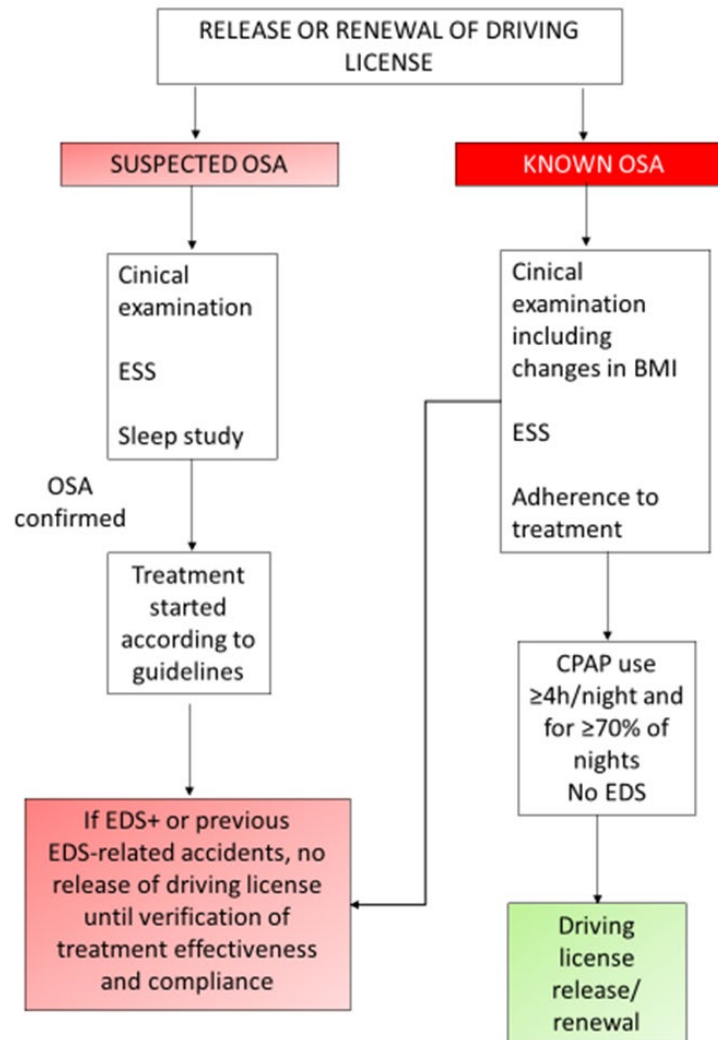 RELEASE OR RENEWAL OF DRIVING
LICENSE
SUSPECTED OSA
KNOWN OSA
Cinical
examination
ESS
Sleep study
Cinical
examination
including
changes in BMI
ESS
Adherence to
treatment
OSA
confirmed
Treatment
started
according to
guidelines
CPAP use
≥4h/night and
for ≥70% of
nights
No EDS
If EDS+ or previous
EDS-related accidents, no
release of driving license
until verification of
treatment effectiveness
and compliance
Driving
license
release/
renewal